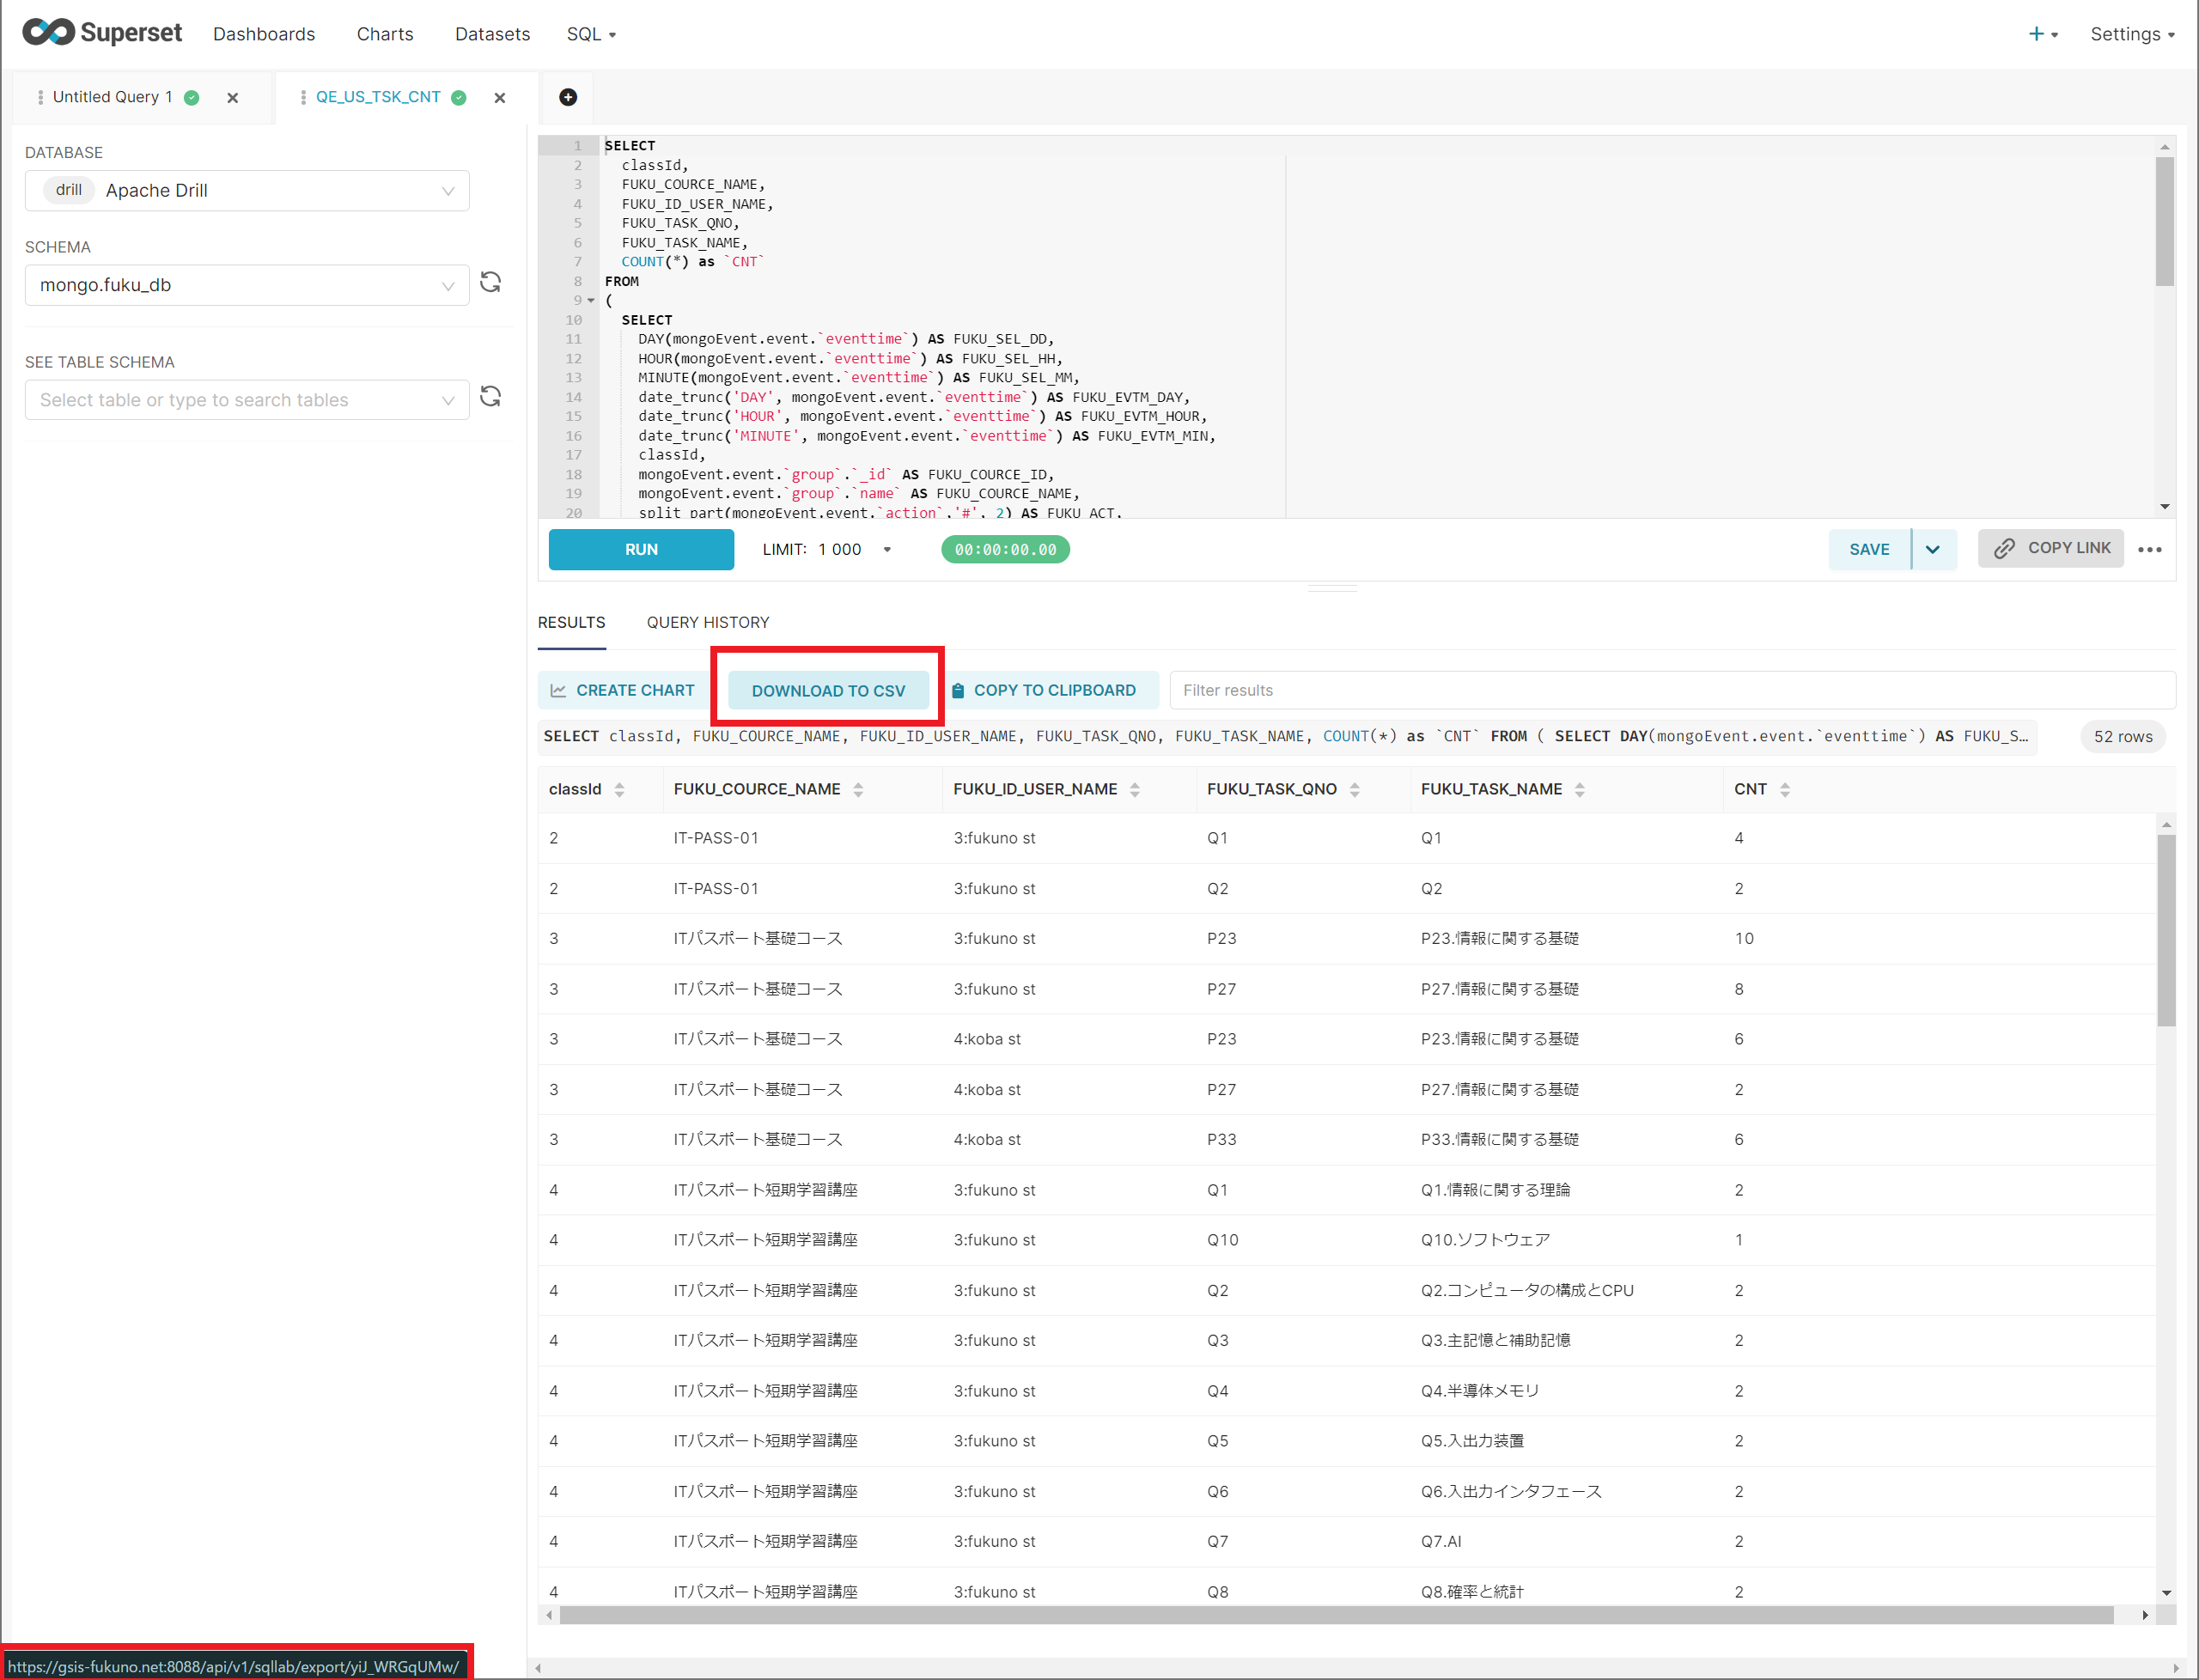 Superset Dashboards Charts Datasets SQL Settings
Untitled Query 1 QE_US_TSK_CNT
DATABASE
drill Apache Drill
SCHEMA
mongo.fuku_db
SEE TABLE SCHEMA
Select table or type to search tables
1 SELECT
2 classId,
3 FUKU_COURCE_NAME,
4 FUKU_ID_USER_NAME,
5 FUKU_TASK_QNO,
6 FUKU_TASK_NAME,
7 COUNT(*) as `CNT`
8 FROM
9 (
10 SELECT
11 DAY(mongoEvent.event.`eventtime`) AS FUKU_SEL_DD,
12 HOUR(mongoEvent.event.`eventtime`) AS FUKU_SEL_HH,
13 MINUTE(mongoEvent.event.`eventtime`) AS FUKU_SEL_MM,
14 date_trunc('DAY', mongoEvent.event.`eventtime`) AS FUKU_EVTM_DAY,
15 date_trunc('HOUR', mongoEvent.event.`eventtime`) AS FUKU_EVTM_HOUR,
16 date_trunc('MINUTE', mongoEvent.event.`eventtime`) AS FUKU_EVTM_MIN,
17 classId,
18 mongoEvent.event.`group`.`_id` AS FUKU_COURCE_ID,
19 mongoEvent.event.`group`.`name` AS FUKU_COURCE_NAME,
20 split_part(mongoEvent.event.`action`,'#', 2) AS FUKU_ACT,
RUN LIMIT: 1 000 00:00:00.00 SAVE COPY LINK
RESULTS QUERY HISTORY
CREATE CHART DOWNLOAD TO CSV COPY TO CLIPBOARD Filter results
SELECT classId, FUKU_COURCE_NAME, FUKU_ID_USER_NAME, FUKU_TASK_QNO, FUKU_TASK_NAME, COUNT(*) as `CNT` FROM ( SELECT DAY(mongoEvent.event.`eventtime`) AS FUKU_S... 52 rows
classId FUKU_COURCE_NAME FUKU_ID_USER_NAME FUKU_TASK_QNO FUKU_TASK_NAME CNT
2 IT-PASS-01 3:fukuno st Q1 Q1 4
2 IT-PASS-01 3:fukuno st Q2 Q2 2
3 ITパスポート基礎コース 3:fukuno st P23 P23.情報に関する基礎 10
3 ITパスポート基礎コース 3:fukuno st P27 P27.情報に関する基礎 8
3 ITパスポート基礎コース 4:koba st P23 P23.情報に関する基礎 6
3 ITパスポート基礎コース 4:koba st P27 P27.情報に関する基礎 2
3 ITパスポート基礎コース 4:koba st P33 P33.情報に関する基礎 6
4 ITパスポート短期学習講座 3:fukuno st Q1 Q1.情報に関する理論 2
4 ITパスポート短期学習講座 3:fukuno st Q10 Q10.ソフトウェア 1
4 ITパスポート短期学習講座 3:fukuno st Q2 Q2.コンピュータの構成とCPU 2
4 ITパスポート短期学習講座 3:fukuno st Q3 Q3.主記憶と補助記憶 2
4 ITパスポート短期学習講座 3:fukuno st Q4 Q4.半導体メモリ 2
4 ITパスポート短期学習講座 3:fukuno st Q5 Q5.入出力装置 2
4 ITパスポート短期学習講座 3:fukuno st Q6 Q6.入出力インタフェース 2
4 ITパスポート短期学習講座 3:fukuno st Q7 Q7.AI 2
4 ITパスポート短期学習講座 3:fukuno st Q8 Q8.確率と統計 2
https://gsis-fukuno.net:8088/api/v1/sqllab/export/yiJ_WRGqUMw/